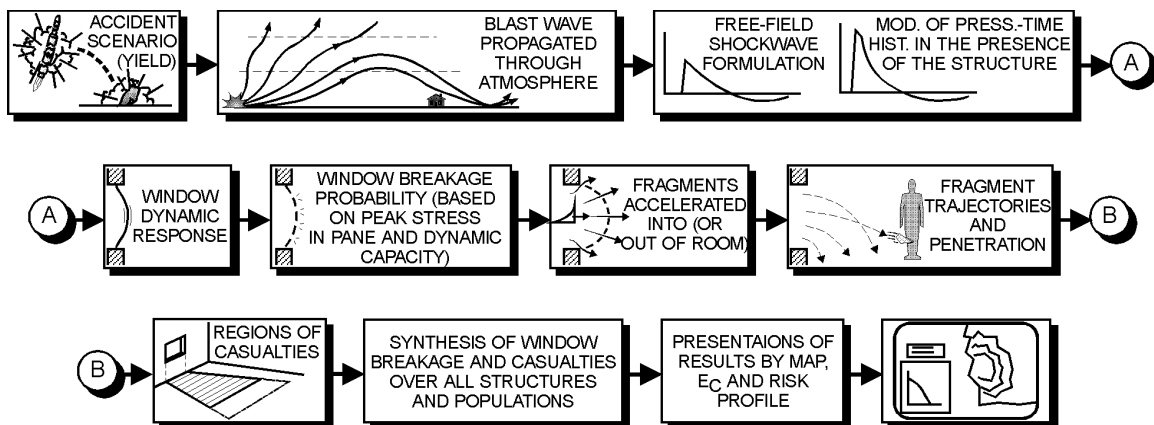 ACCIDENT
SCENARIO
(YIELD)
BLAST WAVE
PROPAGATED
THROUGH
ATMOSPHERE
FREE-FIELD
SHOCKWAVE
FORMULATION
MOD. OF PRESS.-TIME
HIST. IN THE PRESENCE
OF THE STRUCTURE
A
A
WINDOW
DYNAMIC
RESPONSE
WINDOW BREAKAGE
PROBABILITY (BASED
ON PEAK STRESS
IN PANE AND DYNAMIC
CAPACITY)
FRAGMENTS
ACCELERATED
INTO (OR
OUT OF ROOM)
FRAGMENT
TRAJECTORIES
AND
PENETRATION
B
B
REGIONS OF
CASUALTIES
SYNTHESIS OF WINDOW
BREAKAGE AND CASUALTIES
OVER ALL STRUCTURES
AND POPULATIONS
PRESENTAIONS OF
RESULTS BY MAP,
EC AND RISK
PROFILE